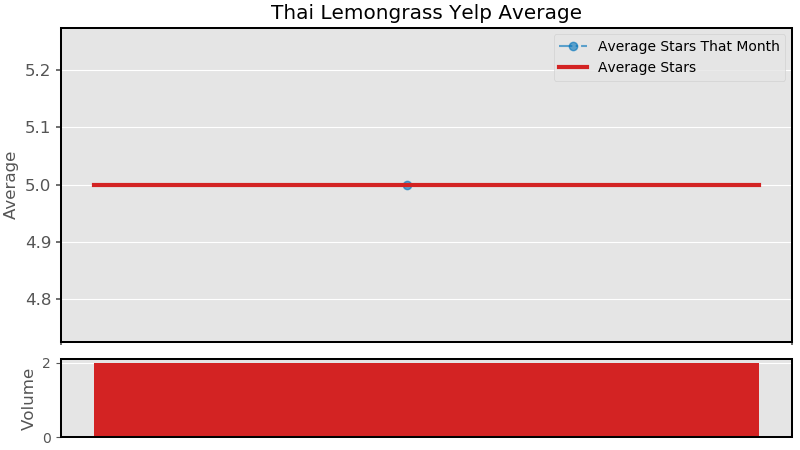 Thai Lemongrass Yelp Average
Average Stars That Month
Average Stars
5.2
5.1
5.0
4.9
4.8
Average
2
0
Volume